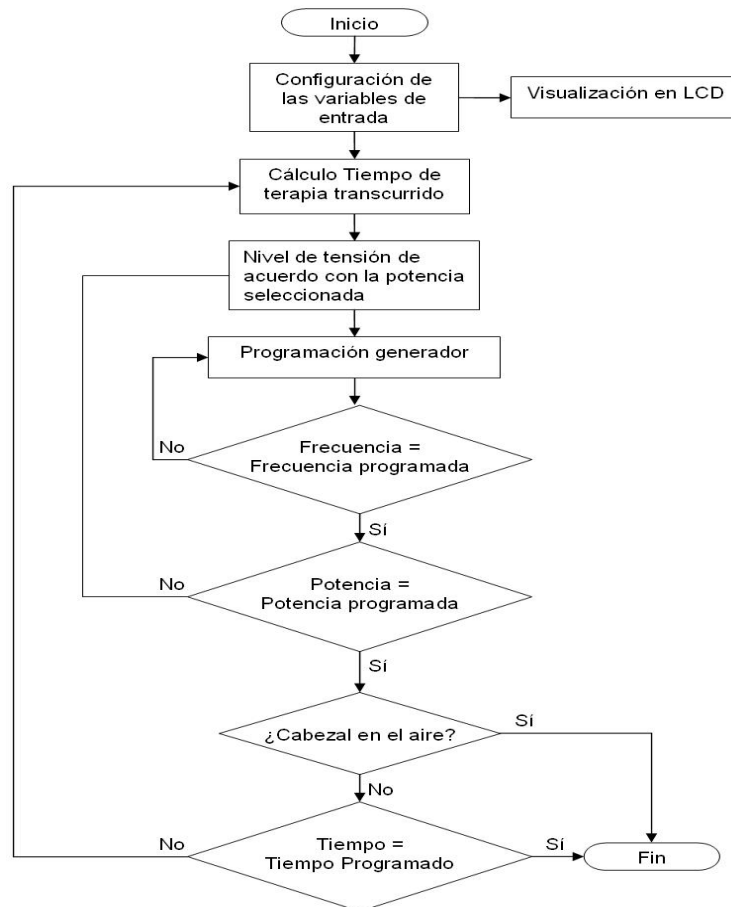 Inicio
Configuración de
las variables de
entrada
Visualización en LCD
Cálculo Tiempo de
terapia transcurrido
Nivel de tensión de
acuerdo con la potencia
seleccionada
Programación generador
No
Frecuencia =
Frecuencia programada
Sí
No
Potencia =
Potencia programada
Sí
¿Cabezal en el aire?
Sí
No
No
Tiempo =
Tiempo Programado
Sí
Fin